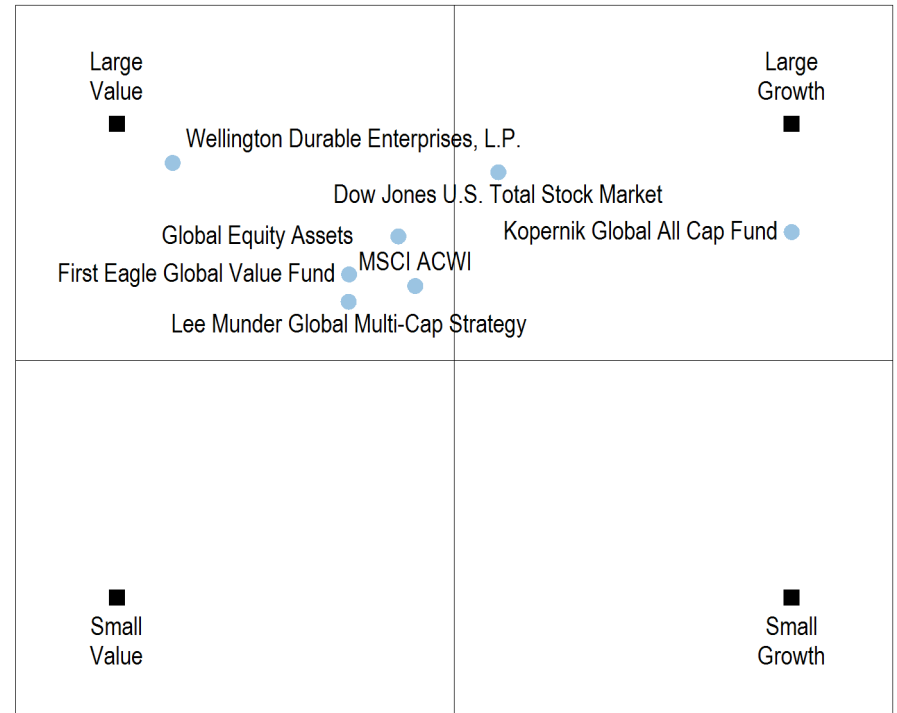 Large
Value
Large
Growth
Wellington Durable Enterprises, L.P.
Dow Jones U.S. Total Stock Market
Global Equity Assets
Kopernik Global All Cap Fund
MSCI ACWI
First Eagle Global Value Fund
Lee Munder Global Multi-Cap Strategy
Small
Value
Small
Growth